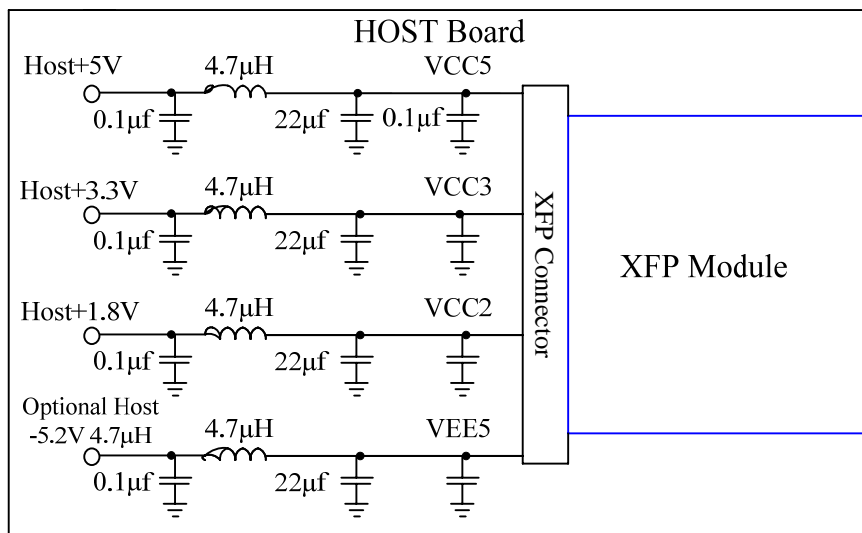 HOST Board
Host+5V
4.7μH
VCC5
0.1μf
22μf
0.1μf
Host+3.3V
4.7μH
VCC3
0.1μf
22μf
XFP Connector
XFP Module
Host+1.8V
4.7μH
VCC2
0.1μf
22μf
Optional Host
-5.2V 4.7μH
4.7μH
VEE5
0.1μf
22μf